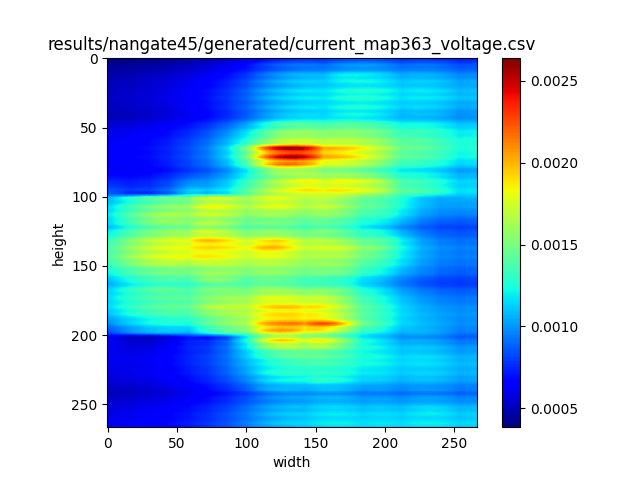 results/nangate45/generated/current_map363_voltage.csv
0
50
100
150
200
250
height
0 50 100 150 200 250
width
0.0025
0.0020
0.0015
0.0010
0.0005